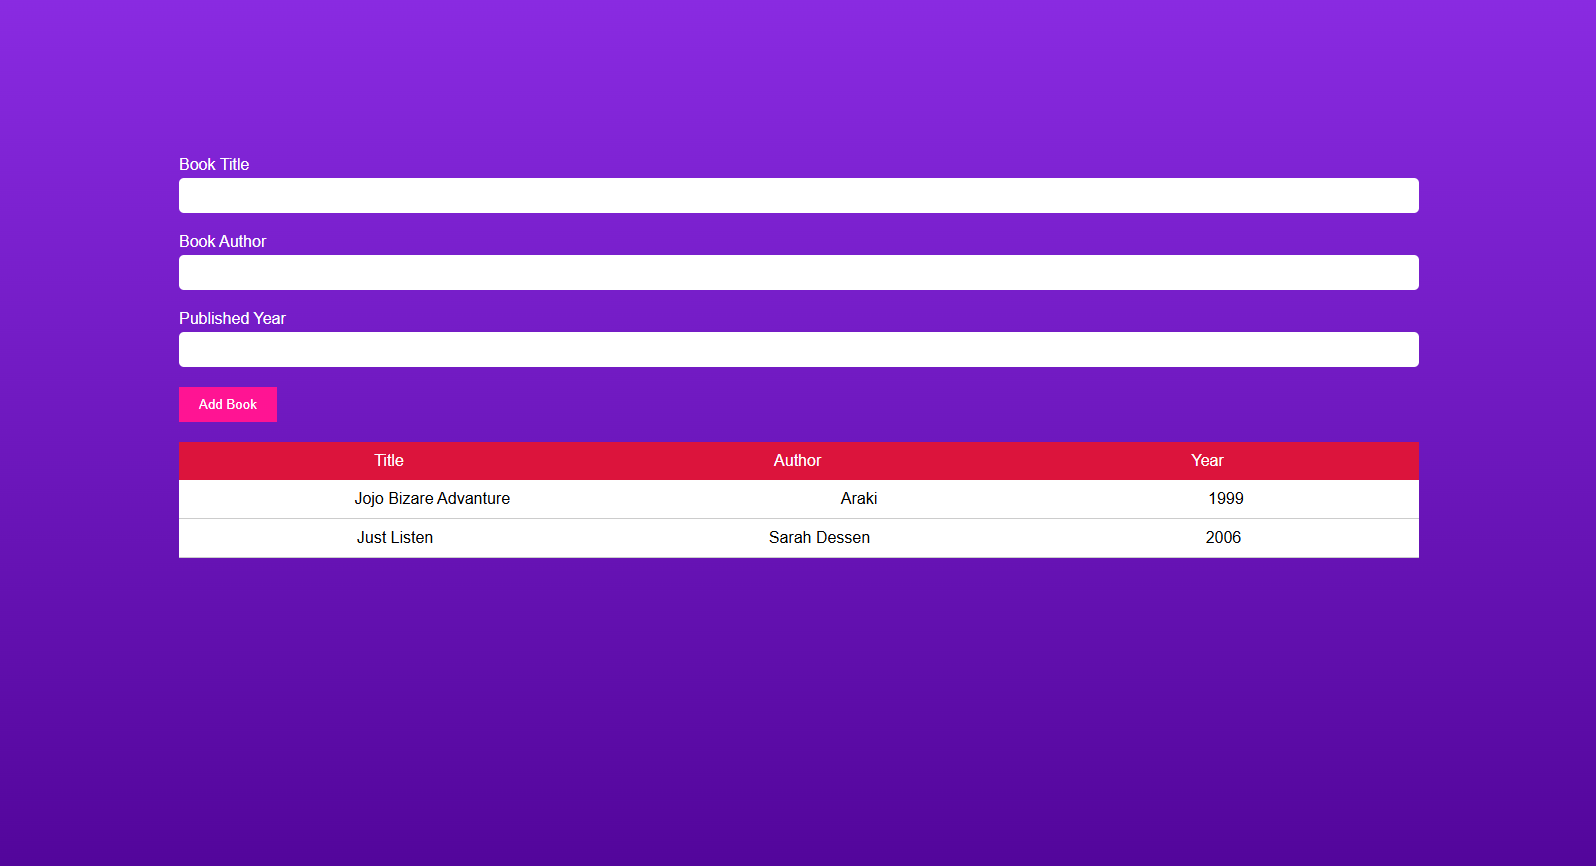 Book Title
Book Author
Published Year
Add Book
Title Author Year
Jojo Bizare Advanture Araki 1999
Just Listen Sarah Dessen 2006